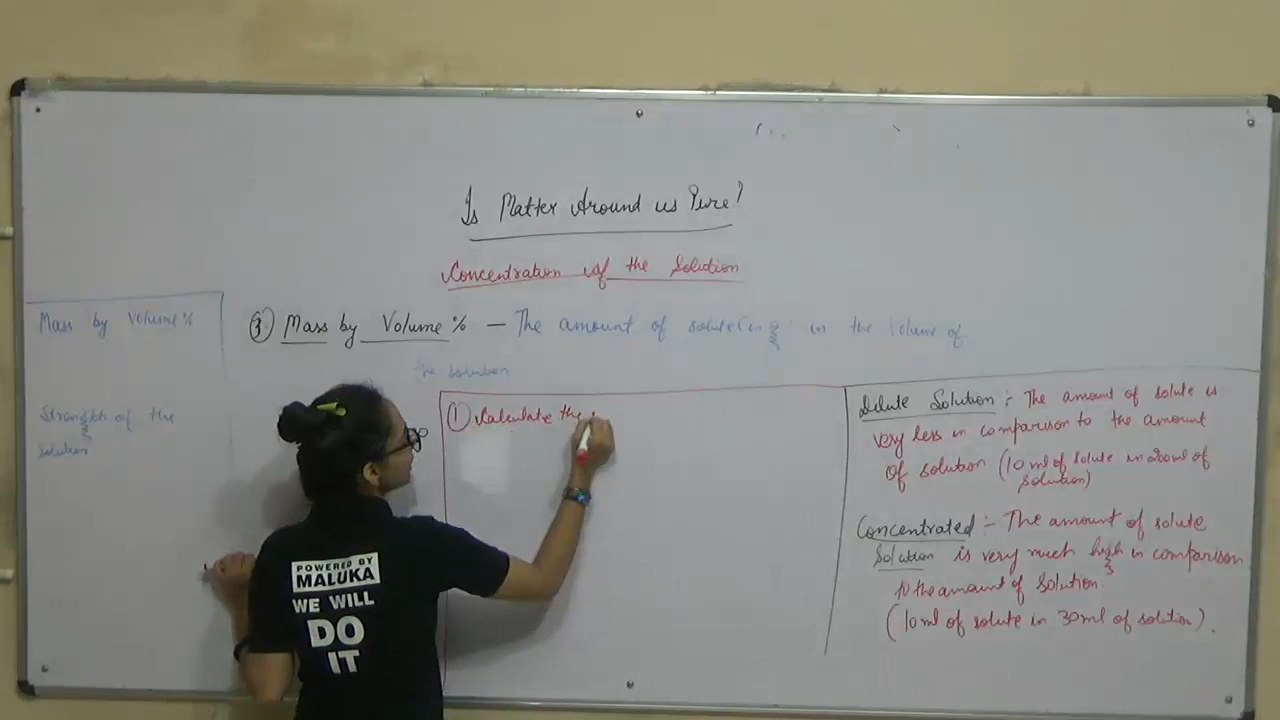 Is Matter Around us Pure?
Concentration of the Solution
Mass by Volume %
Strength of the
Solution
③ Mass by Volume % — The amount of solute (in g in the Volume of
the solution
① Calculate the
Dilute Solution :- The amount of solute is
very less in comparison to the amount
of solution (10 ml of solute in 200ml of
solution)
Concentrated :- The amount of solute
Solution is very much high in comparison
to the amount of Solution.
(10 ml of solute in 30 ml of solution).
POWERED BY
MALUKA
WE WILL
DO
IT